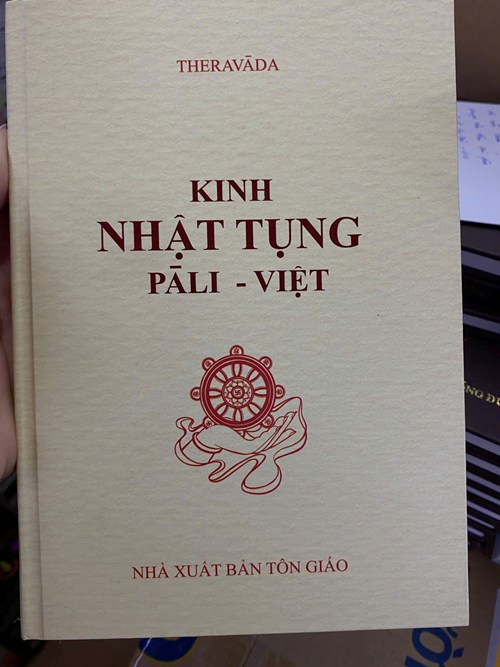 THERAVĀDA
KINH
NHẬT TỤNG
PĀLI - VIỆT
NHÀ XUẤT BẢN TÔN GIÁO